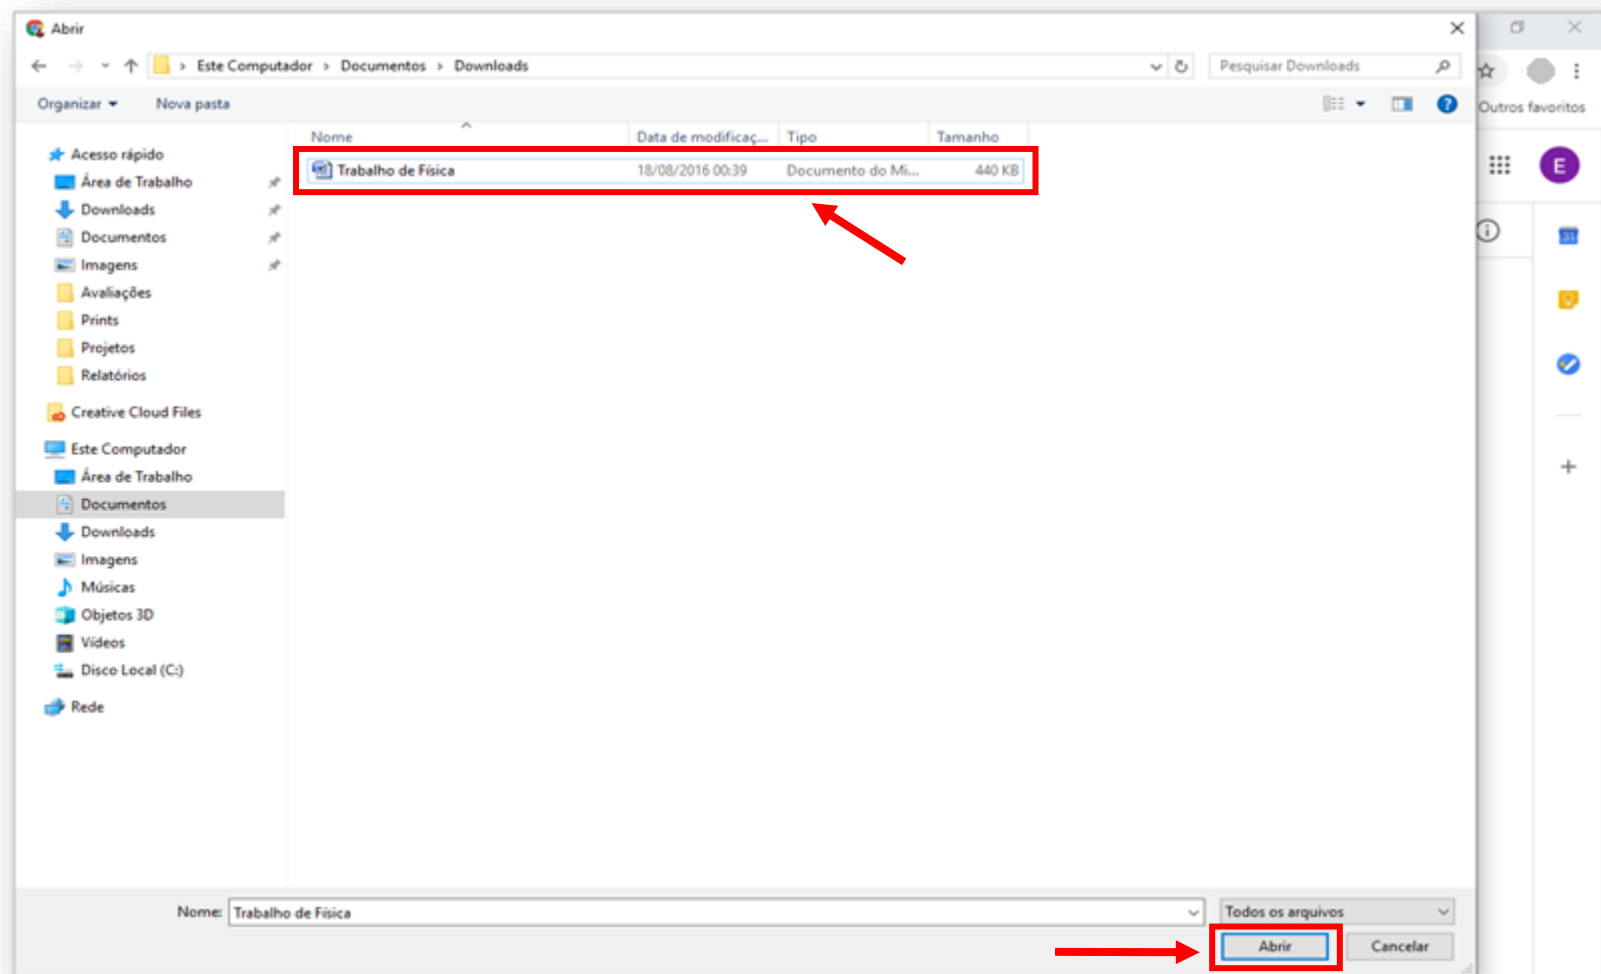 Abrir
Este Computador > Documentos > Downloads
Pesquisar Downloads
Outros favoritos
Organizar
Nova pasta
?
Nome
Data de modificaç...
Tipo
Tamanho
Trabalho de Física
18/08/2016 00:39
Documento do Mi...
440 KB
E
31
Acesso rápido
Área de Trabalho
Downloads
Documentos
Imagens
Avaliações
Prints
Projetos
Relatórios
Creative Cloud Files
Este Computador
Área de Trabalho
Documentos
Downloads
Imagens
Músicas
Objetos 3D
Vídeos
Disco Local (C:)
Rede
Nome:
Trabalho de Física
Todos os arquivos
Abrir
Cancelar